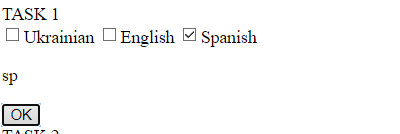 TASK 1
Ukrainian English Spanish
sp
OK
TASK 2